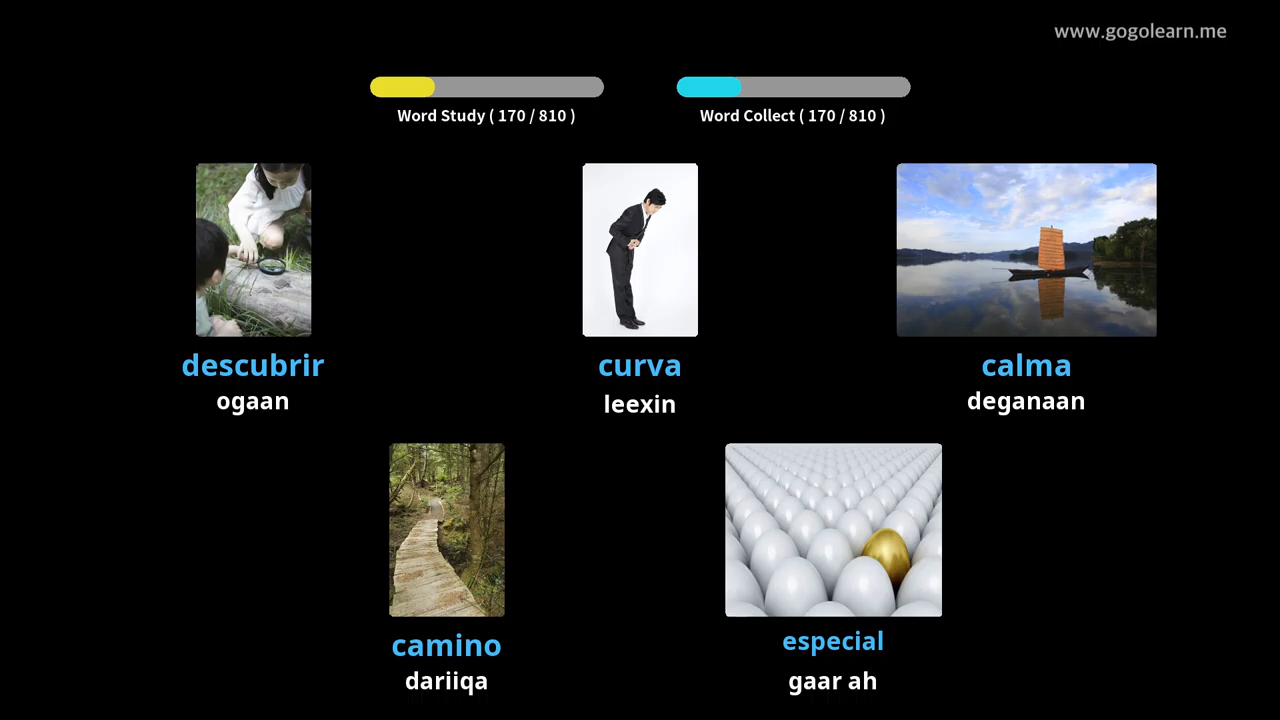 www.gogolearn.me
Word Study ( 170 / 810 )
Word Collect ( 170 / 810 )
descubrir
ogaan
curva
leexin
calma
deganaan
camino
dariiqa
especial
gaar ah